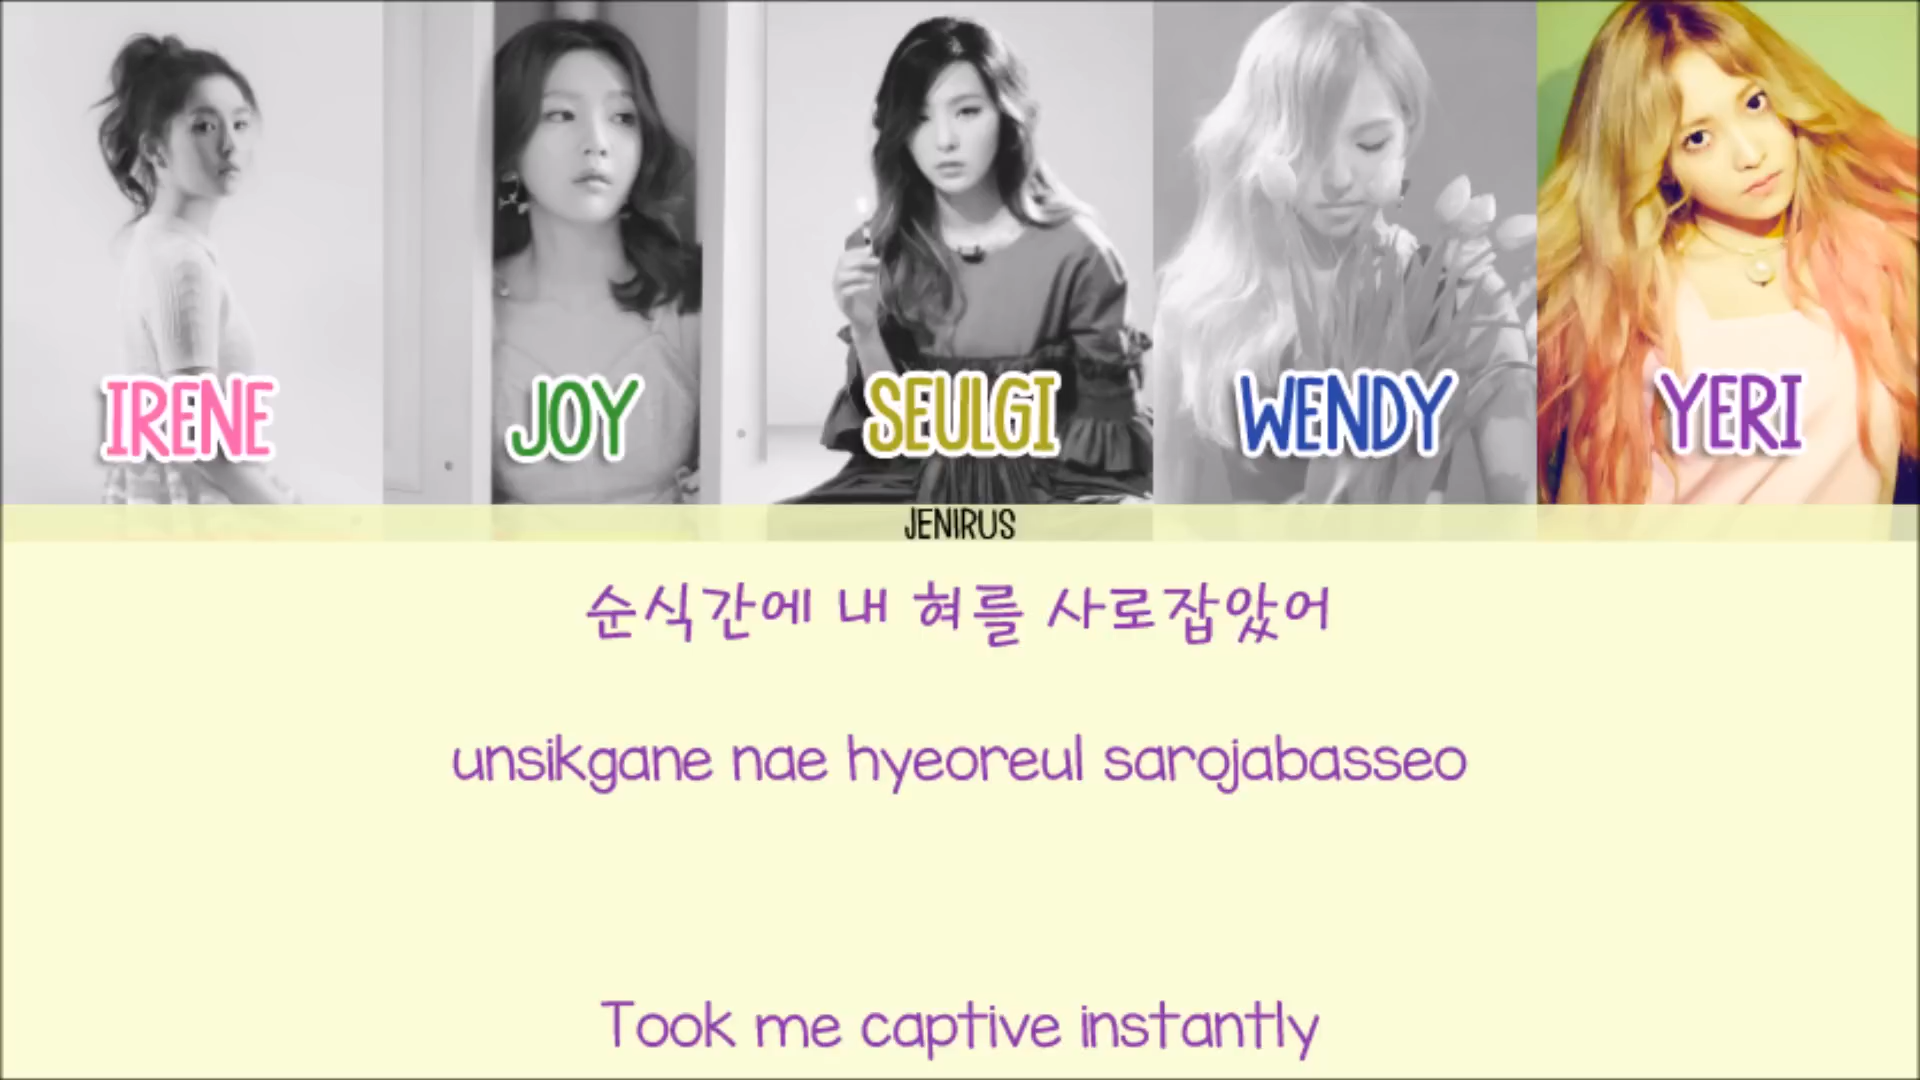 IRENE JOY SEULGI WENDY YERI
JENIRUS
순식간에 내 혀를 사로잡았어
unsikgane nae hyeoreul sarojabasseo
Took me captive instantly